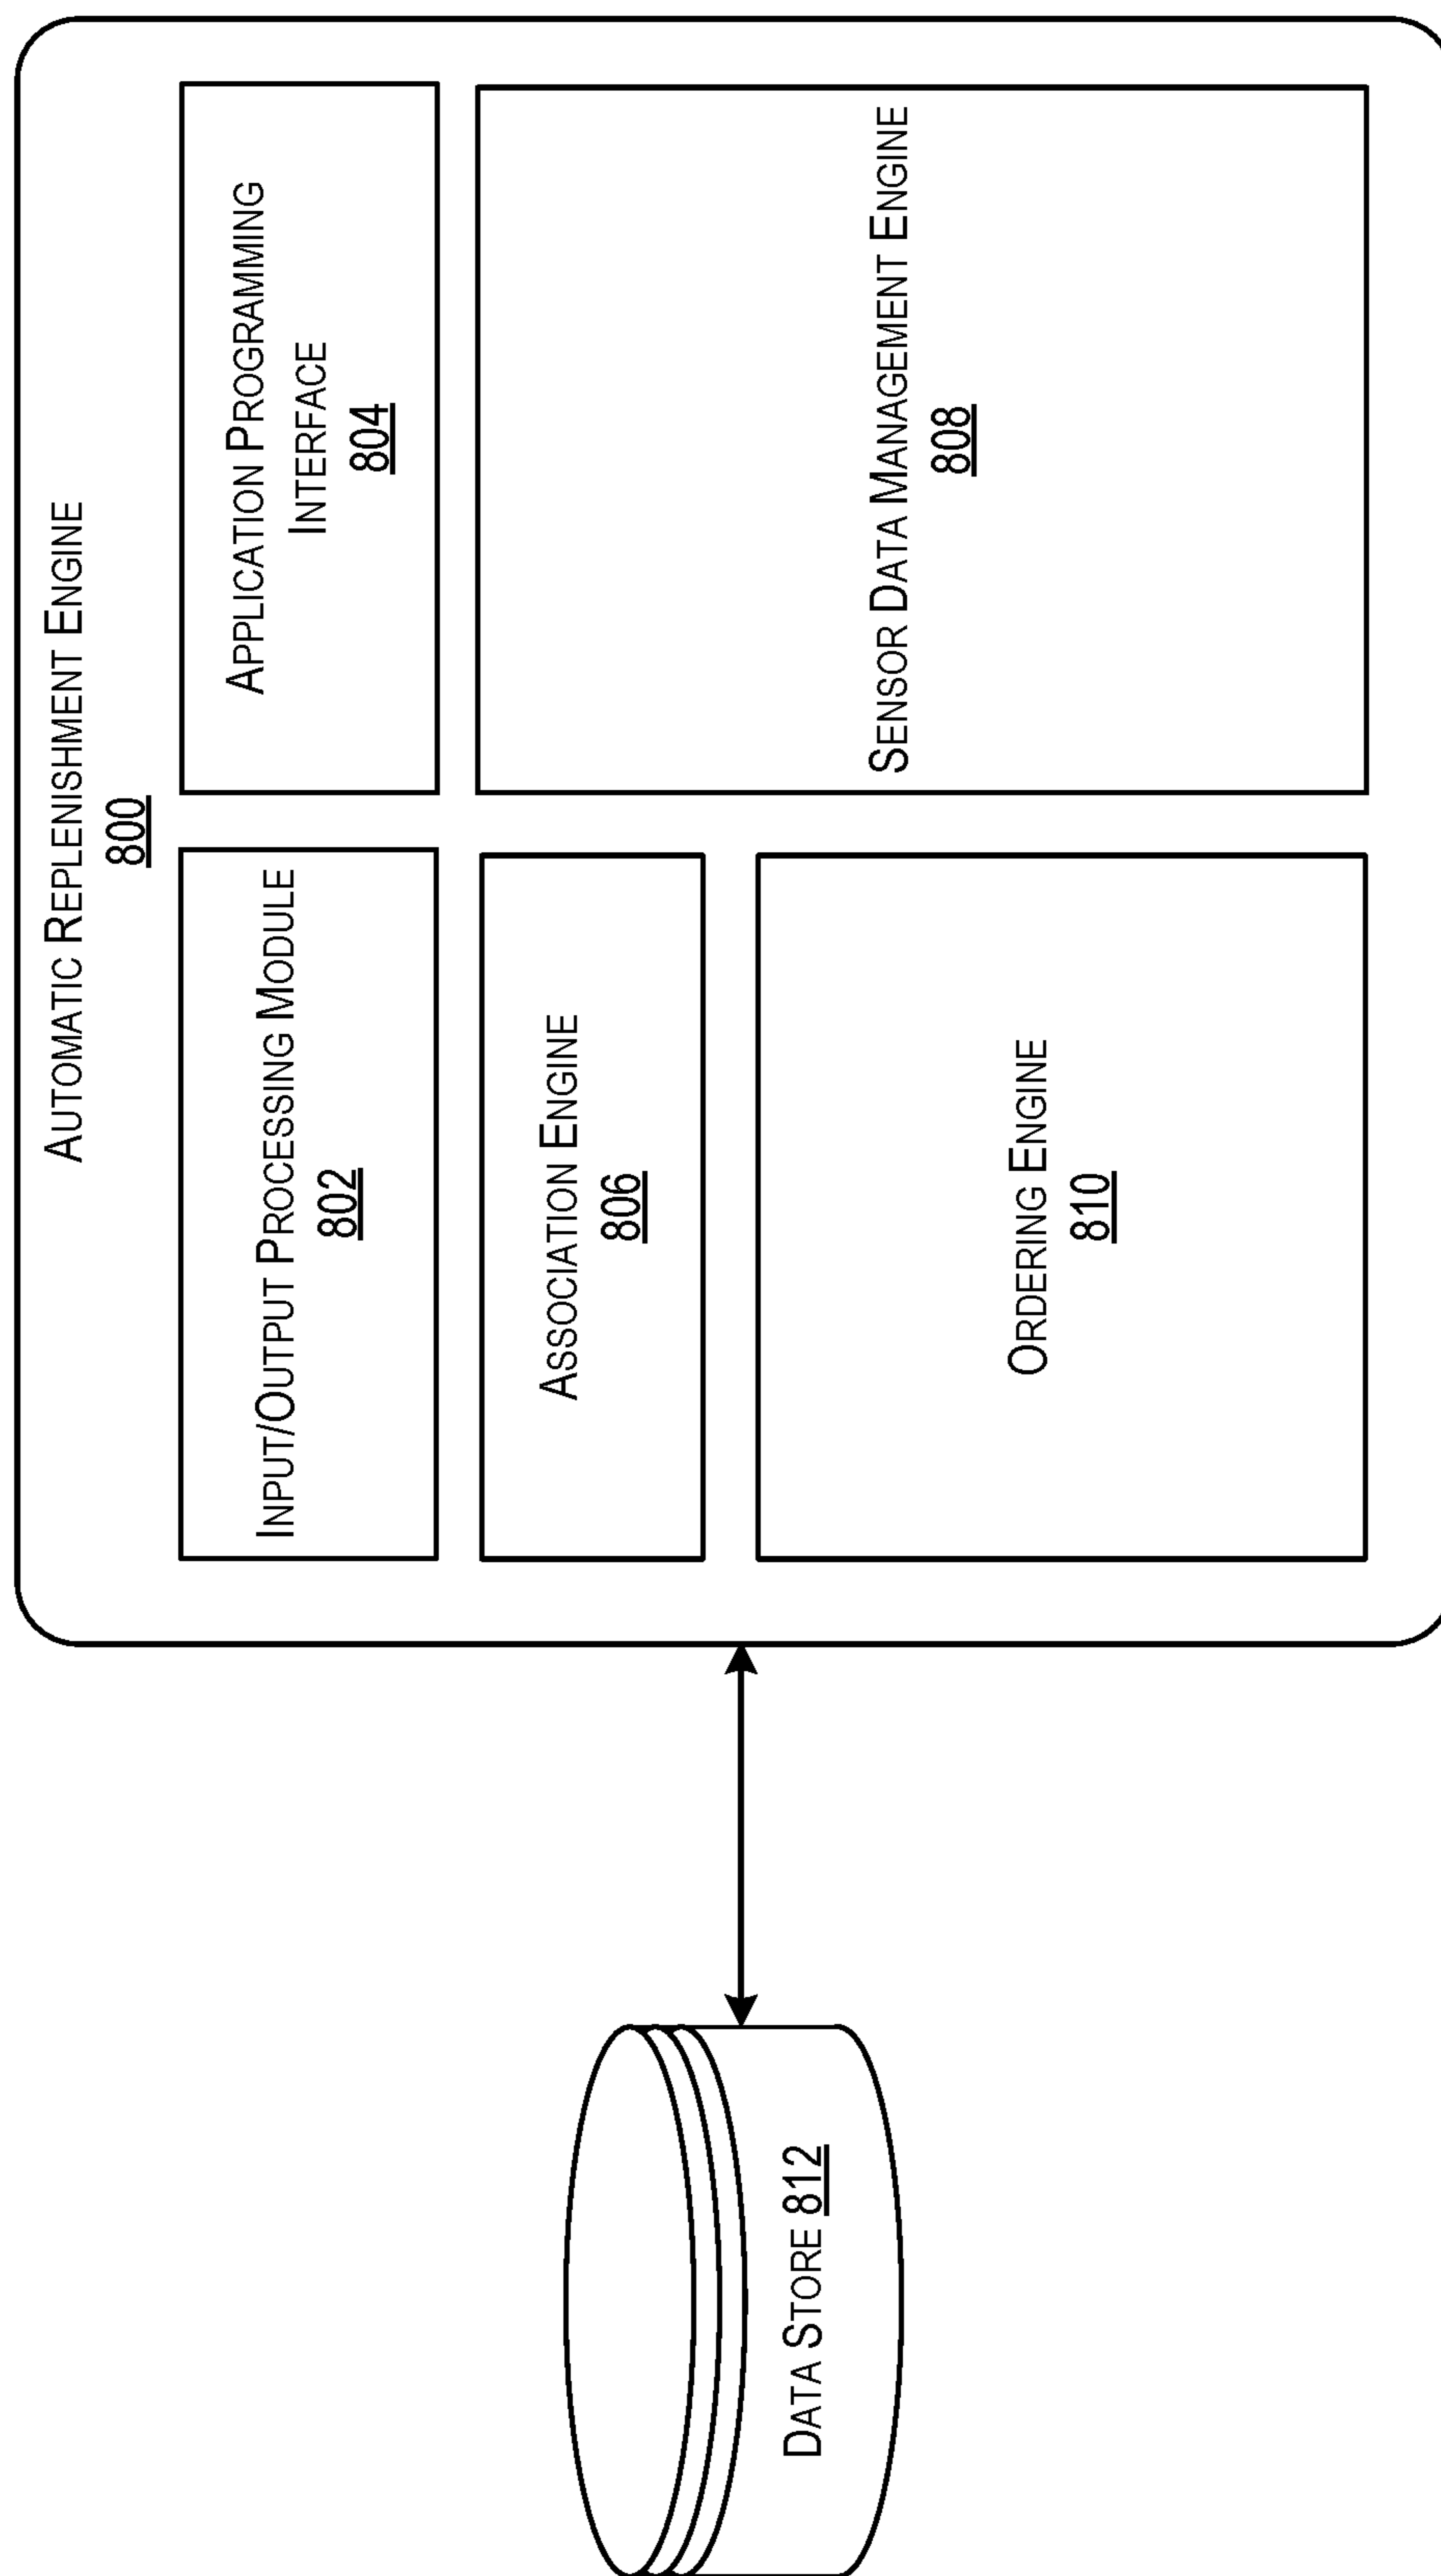 AUTOMATIC REPLENISHMENT ENGINE
800
INPUT/OUTPUT PROCESSING MODULE
802
APPLICATION PROGRAMMING
INTERFACE
804
ASSOCIATION ENGINE
806
SENSOR DATA MANAGEMENT ENGINE
808
ORDERING ENGINE
810
DATA STORE 812